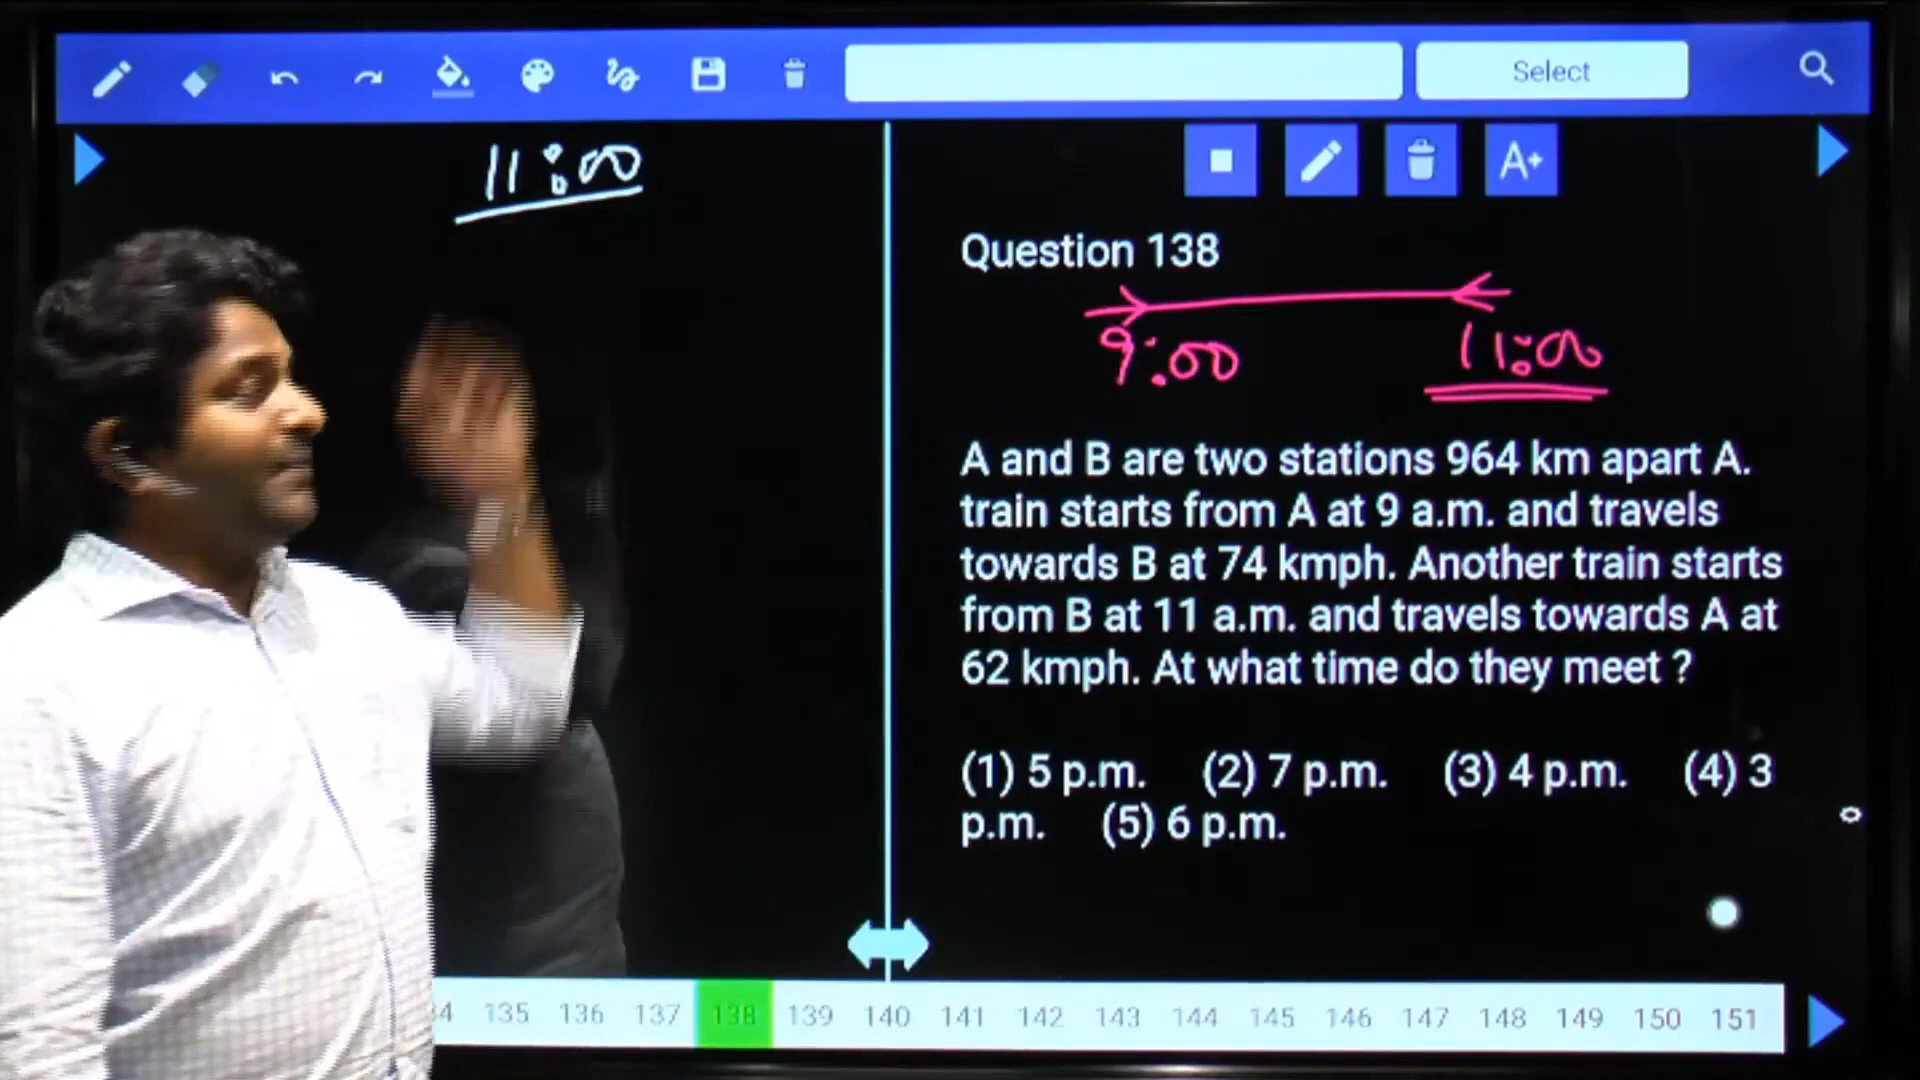 Select
11:00
A+
Question 138
9:00
11:00
A and B are two stations 964 km apart A.
train starts from A at 9 a.m. and travels
towards B at 74 kmph. Another train starts
from B at 11 a.m. and travels towards A at
62 kmph. At what time do they meet ?
(1) 5 p.m. (2) 7 p.m. (3) 4 p.m. (4) 3
p.m. (5) 6 p.m.
34 135 136 137 138 139 140 141 142 143 144 145 146 147 148 149 150 151